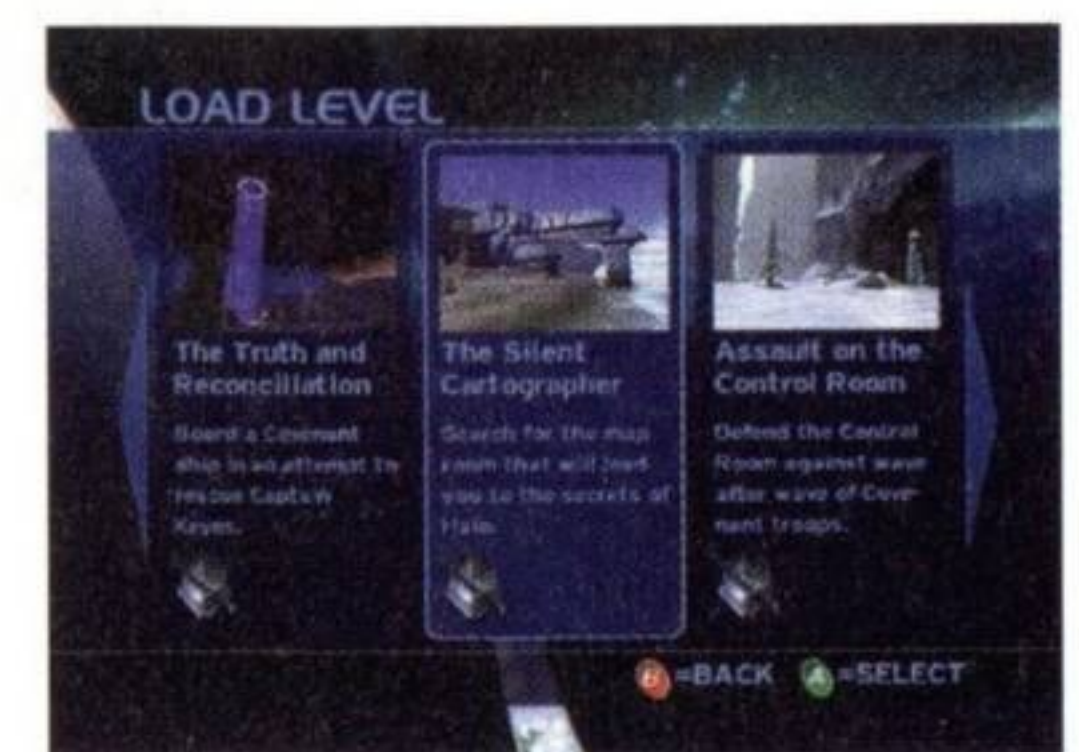 LOAD LEVEL
The Truth and
Reconciliation
Board a Covenant
ship in an attempt to
rescue Captain
Keyes.
The Silent
Cartographer
Search for the map
room that will lead
you to the secrets of
Halo.
Assault on the
Control Room
Defend the Control
Room against wave
after wave of Cove-
nant troops.
B=BACK A=SELECT